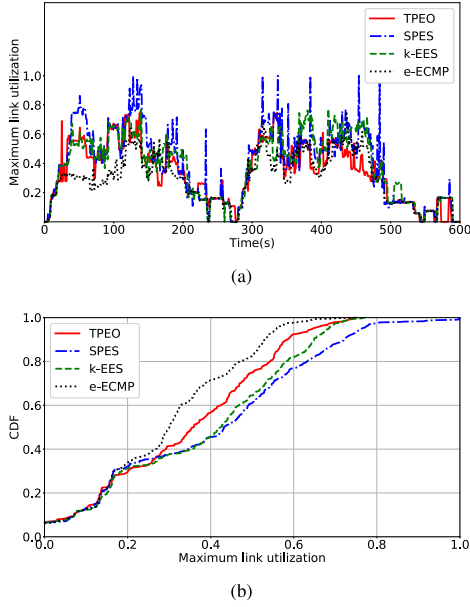 TPEO
SPES
k-EES
e-ECMP
Maximum link utilization
1.0
0.8
0.6
0.4
0.2
0 100 200 300 400 500 600
Time(s)
(a)
TPEO
SPES
k-EES
e-ECMP
CDF
1.0
0.8
0.6
0.4
0.2
0.0
0.0 0.2 0.4 0.6 0.8 1.0
Maximum link utilization
(b)